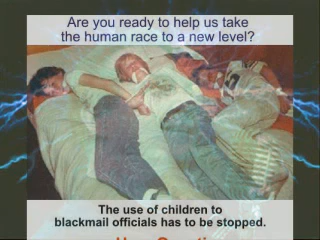 Are you ready to help us take
the human race to a new level?
The use of children to
blackmail officials has to be stopped.